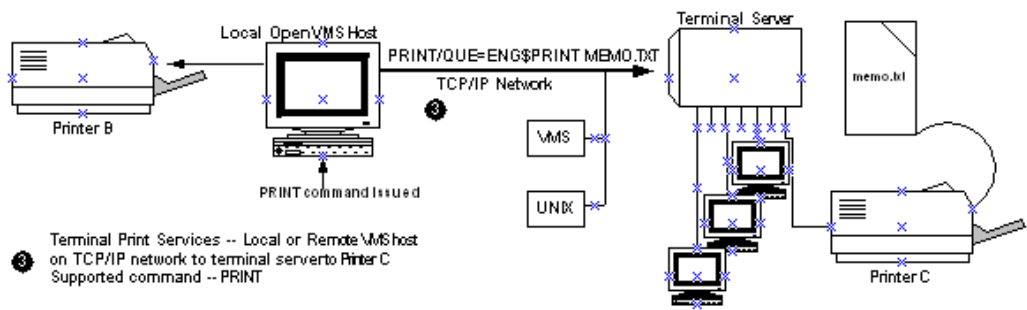 Terminal Server
Local OpenVMS Host
PRINT/QUE=ENG$PRINT MEMO.TXT
TCP/IP Network
3
memo.txt
Printer B
VMS
PRINT command Issued
UNIX
3 Terminal Print Services -- Local or Remote VMS host
on TCP/IP network to terminal server to Printer C
Supported command -- PRINT
Printer C